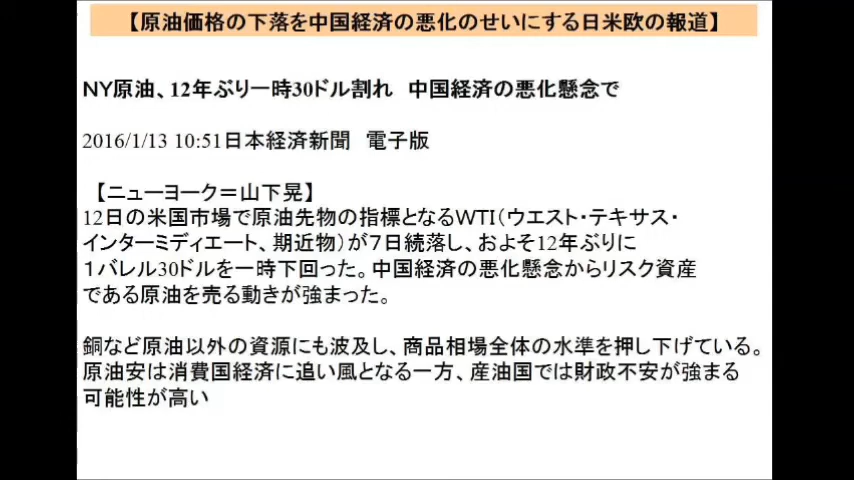 【原油価格の下落を中国経済の悪化のせいにする日米欧の報道】
NY原油、12年ぶり一時30ドル割れ　中国経済の悪化懸念で
2016/1/13 10:51日本経済新聞　電子版
【ニューヨーク＝山下晃】
12日の米国市場で原油先物の指標となるWTI（ウエスト・テキサス・
インターミディエート、期近物）が７日続落し、およそ12年ぶりに
１バレル30ドルを一時下回った。中国経済の悪化懸念からリスク資産
である原油を売る動きが強まった。
銅など原油以外の資源にも波及し、商品相場全体の水準を押し下げている。
原油安は消費国経済に追い風となる一方、産油国では財政不安が強まる
可能性が高い